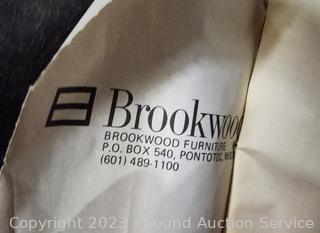 Brookwood
BROOKWOOD FURNITURE
P.O. BOX 540, PONTOTOC,
(601) 489-1100
Copyright 2023 - Sound Auction Service